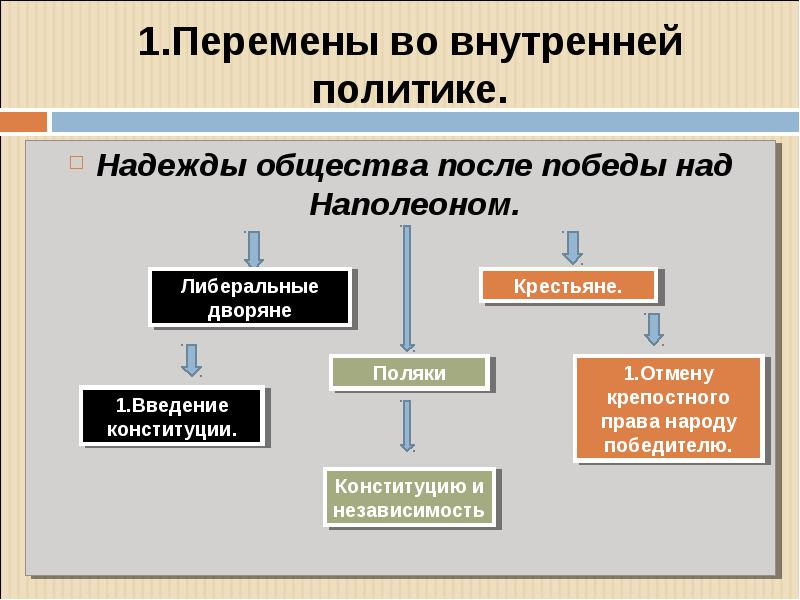 1.Перемены во внутренней
политике.
Надежды общества после победы над
Наполеоном.
Либеральные
дворяне
Крестьяне.
Поляки
1.Введение
конституции.
1.Отмену
крепостного
права народу
победителю.
Конституцию и
независимость